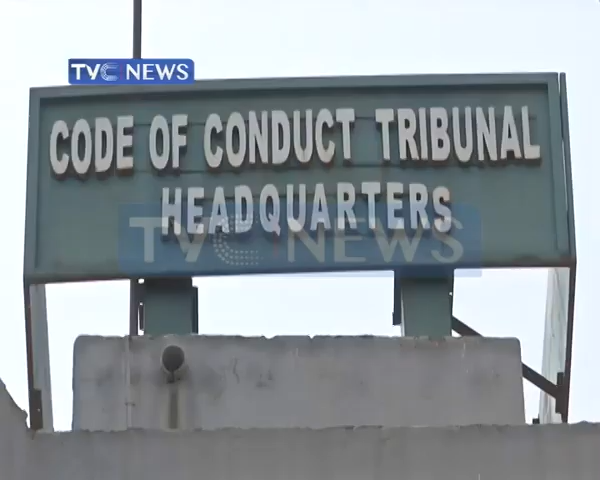 TVC NEWS
CODE OF CONDUCT TRIBUNAL
HEADQUARTERS
TVC NEWS